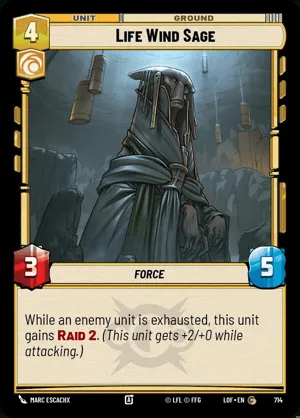 4
UNIT
GROUND
LIFE WIND SAGE
FORCE
3
5
While an enemy unit is exhausted, this unit
gains RAID 2. (This unit gets +2/+0 while
attacking.)
MARC ESCACHX
© LFL © FFG
LOF • EN
C
714